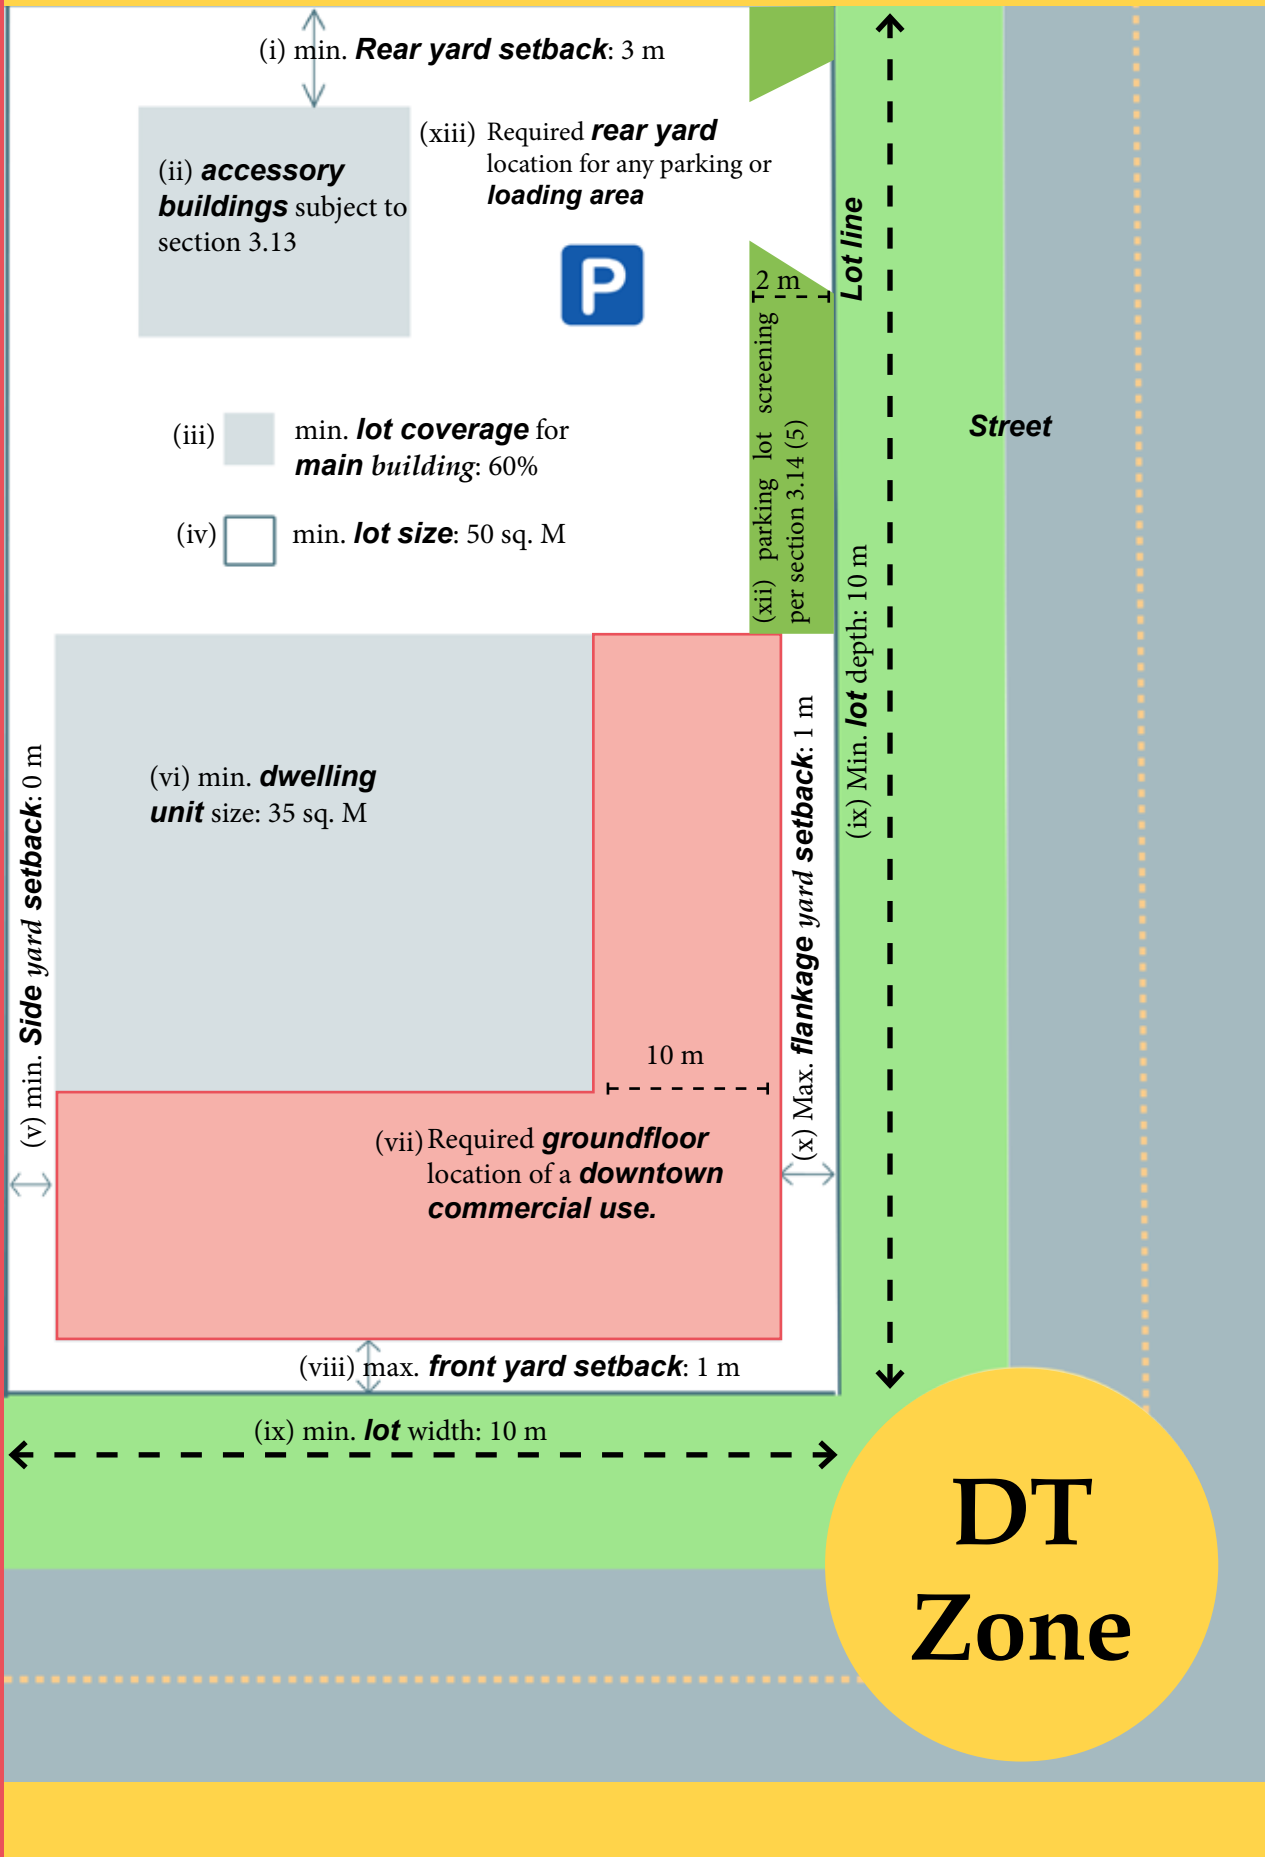 (i) min. Rear yard setback: 3 m
(ii) accessory
buildings subject to
section 3.13
(xiii) Required rear yard
location for any parking or
loading area
P
Lot line
2 m
(xii) parking lot screening
per section 3.14 (5)
Street
(iii) min. lot coverage for
main building: 60%
(iv) min. lot size: 50 sq. M
(ix) Min. lot depth: 10 m
(v) min. Side yard setback: 0 m
(vi) min. dwelling
unit size: 35 sq. M
(x) Max. flankage yard setback: 1 m
10 m
(vii) Required groundfloor
location of a downtown
commercial use.
(viii) max. front yard setback: 1 m
(ix) min. lot width: 10 m
DT
Zone